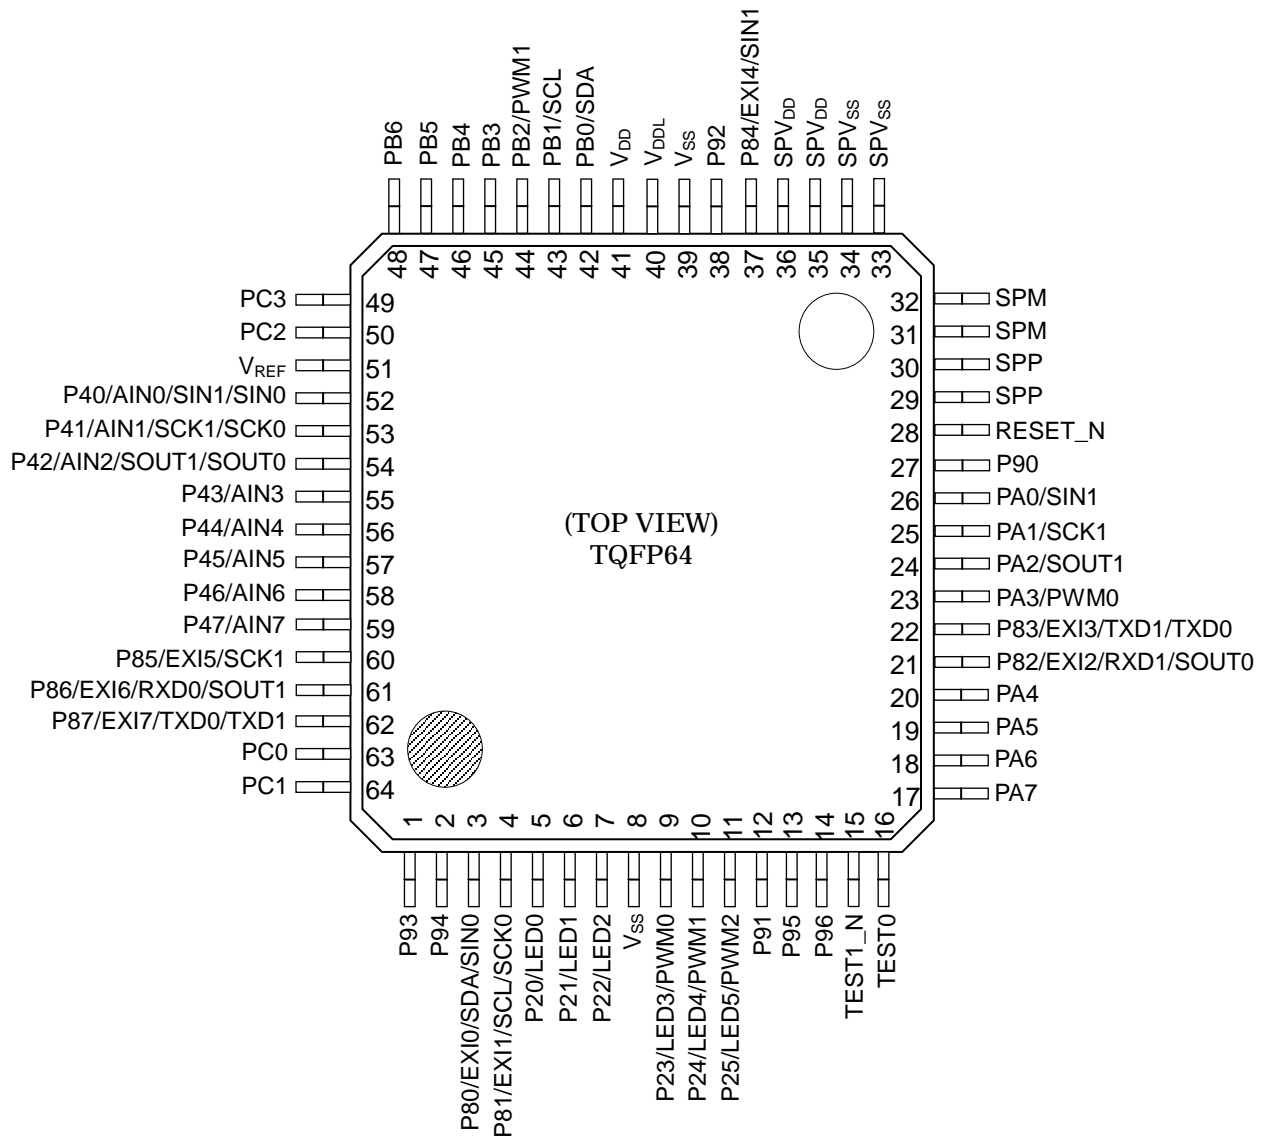 PB6
PB5
PB4
PB3
PB2/PWM1
PB1/SCL
PB0/SDA
VDD
VDDL
VSS
P92
P84/EXI4/SIN1
SPVDD
SPVDD
SPVSS
SPVSS
48
47
46
45
44
43
42
41
40
39
38
37
36
35
34
33
PC3 49
PC2 50
VREF 51
P40/AIN0/SIN1/SIN0 52
P41/AIN1/SCK1/SCK0 53
P42/AIN2/SOUT1/SOUT0 54
P43/AIN3 55
P44/AIN4 56
P45/AIN5 57
P46/AIN6 58
P47/AIN7 59
P85/EXI5/SCK1 60
P86/EXI6/RXD0/SOUT1 61
P87/EXI7/TXD0/TXD1 62
PC0 63
PC1 64
(TOP VIEW)
TQFP64
32 SPM
31 SPM
30 SPP
29 SPP
28 RESET_N
27 P90
26 PA0/SIN1
25 PA1/SCK1
24 PA2/SOUT1
23 PA3/PWM0
22 P83/EXI3/TXD1/TXD0
21 P82/EXI2/RXD1/SOUT0
20 PA4
19 PA5
18 PA6
17 PA7
1
2
3
4
5
6
7
8
9
10
11
12
13
14
15
16
P93
P94
P80/EXI0/SDA/SIN0
P81/EXI1/SCL/SCK0
P20/LED0
P21/LED1
P22/LED2
VSS
P23/LED3/PWM0
P24/LED4/PWM1
P25/LED5/PWM2
P91
P95
P96
TEST1_N
TEST0